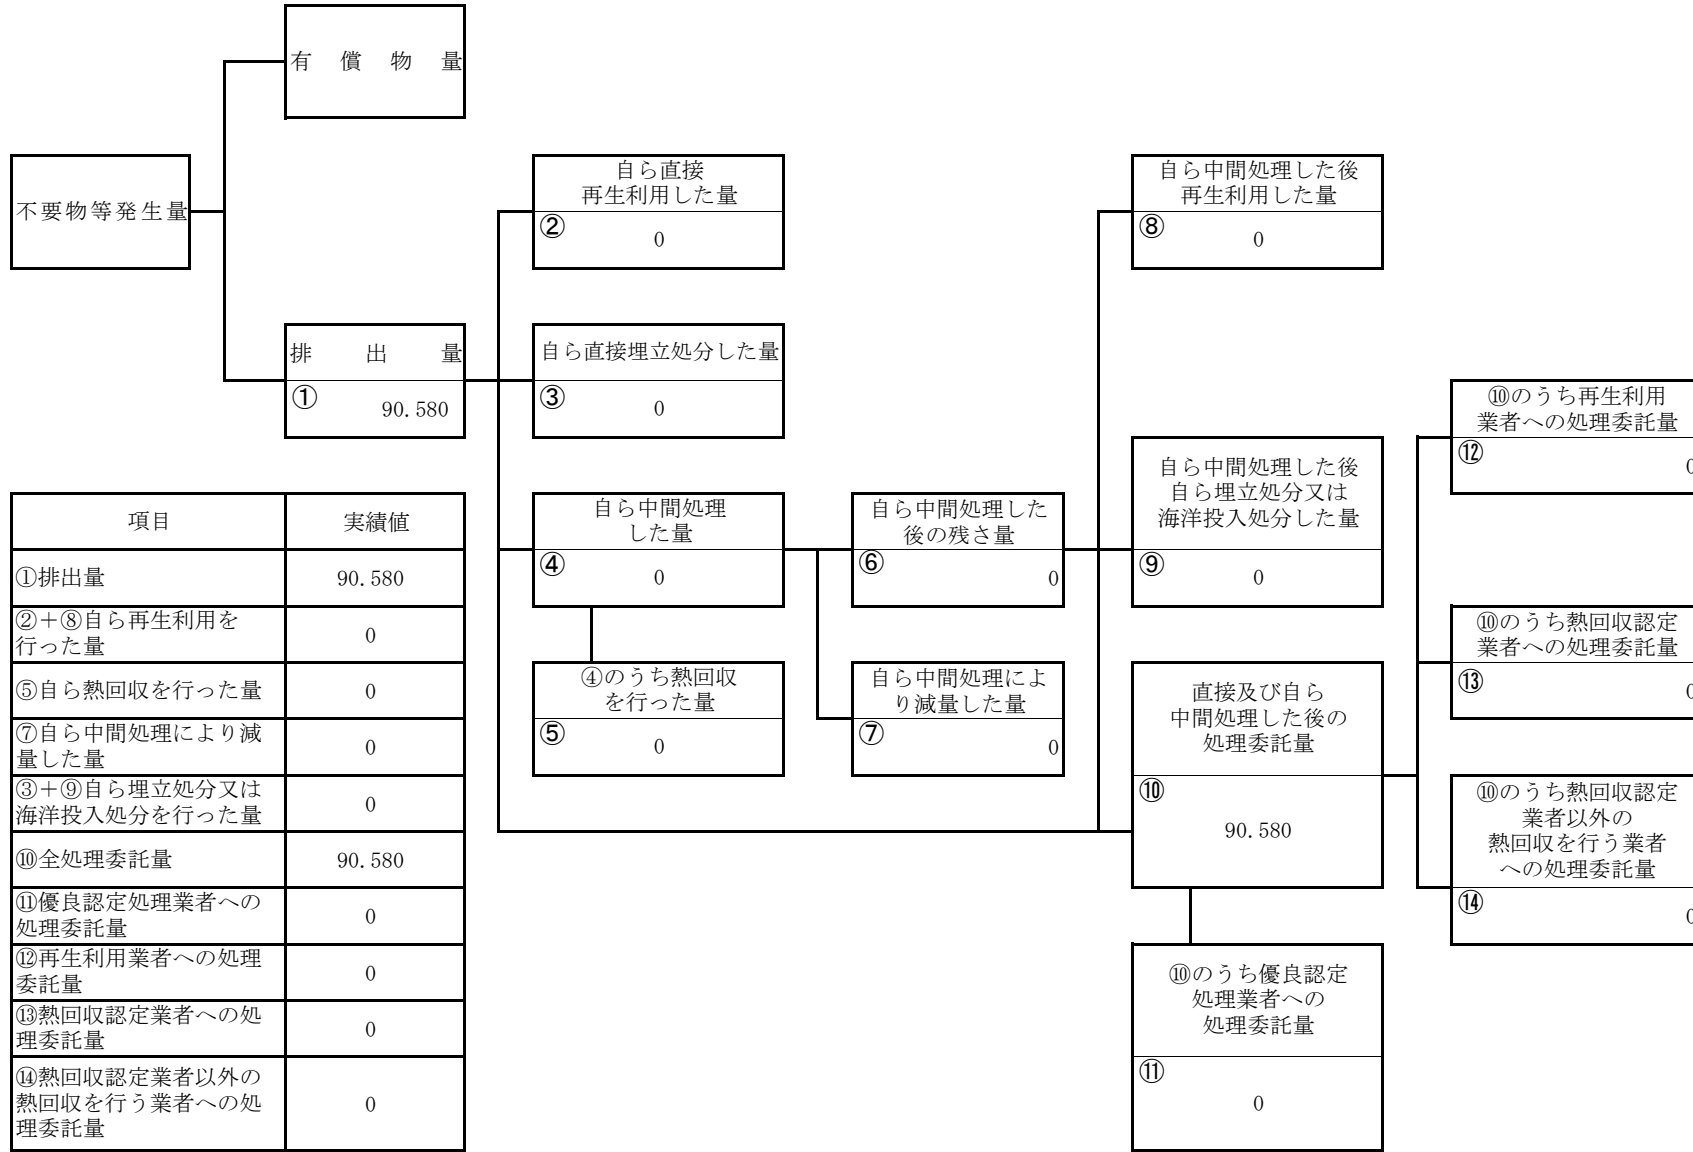 有償物量
不要物等発生量
排出量
①
90.580
自ら直接
再生利用した量
②
0
自ら直接埋立処分した量
③
0
自ら中間処理
した量
④
0
④のうち熱回収
を行った量
⑤
0
自ら中間処理した
後の残さ量
⑥
0
自ら中間処理によ
り減量した量
⑦
0
自ら中間処理した後
再生利用した量
⑧
0
自ら中間処理した後
自ら埋立処分又は
海洋投入処分した量
⑨
0
直接及び自ら
中間処理した後の
処理委託量
⑩
90.580
⑩のうち優良認定
処理業者への
処理委託量
⑪
0
⑩のうち再生利用
業者への処理委託量
⑫
0
⑩のうち熱回収認定
業者への処理委託量
⑬
0
⑩のうち熱回収認定
業者以外の
熱回収を行う業者
への処理委託量
⑭
0
項目 実績値
①排出量 90.580
②+⑧自ら再生利用を
行った量 0
⑤自ら熱回収を行った量 0
⑦自ら中間処理により減
量した量 0
③+⑨自ら埋立処分又は
海洋投入処分を行った量 0
⑩全処理委託量 90.580
⑪優良認定処理業者への
処理委託量 0
⑫再生利用業者への処理
委託量 0
⑬熱回収認定業者への処
理委託量 0
⑭熱回収認定業者以外の
熱回収を行う業者への処
理委託量 0